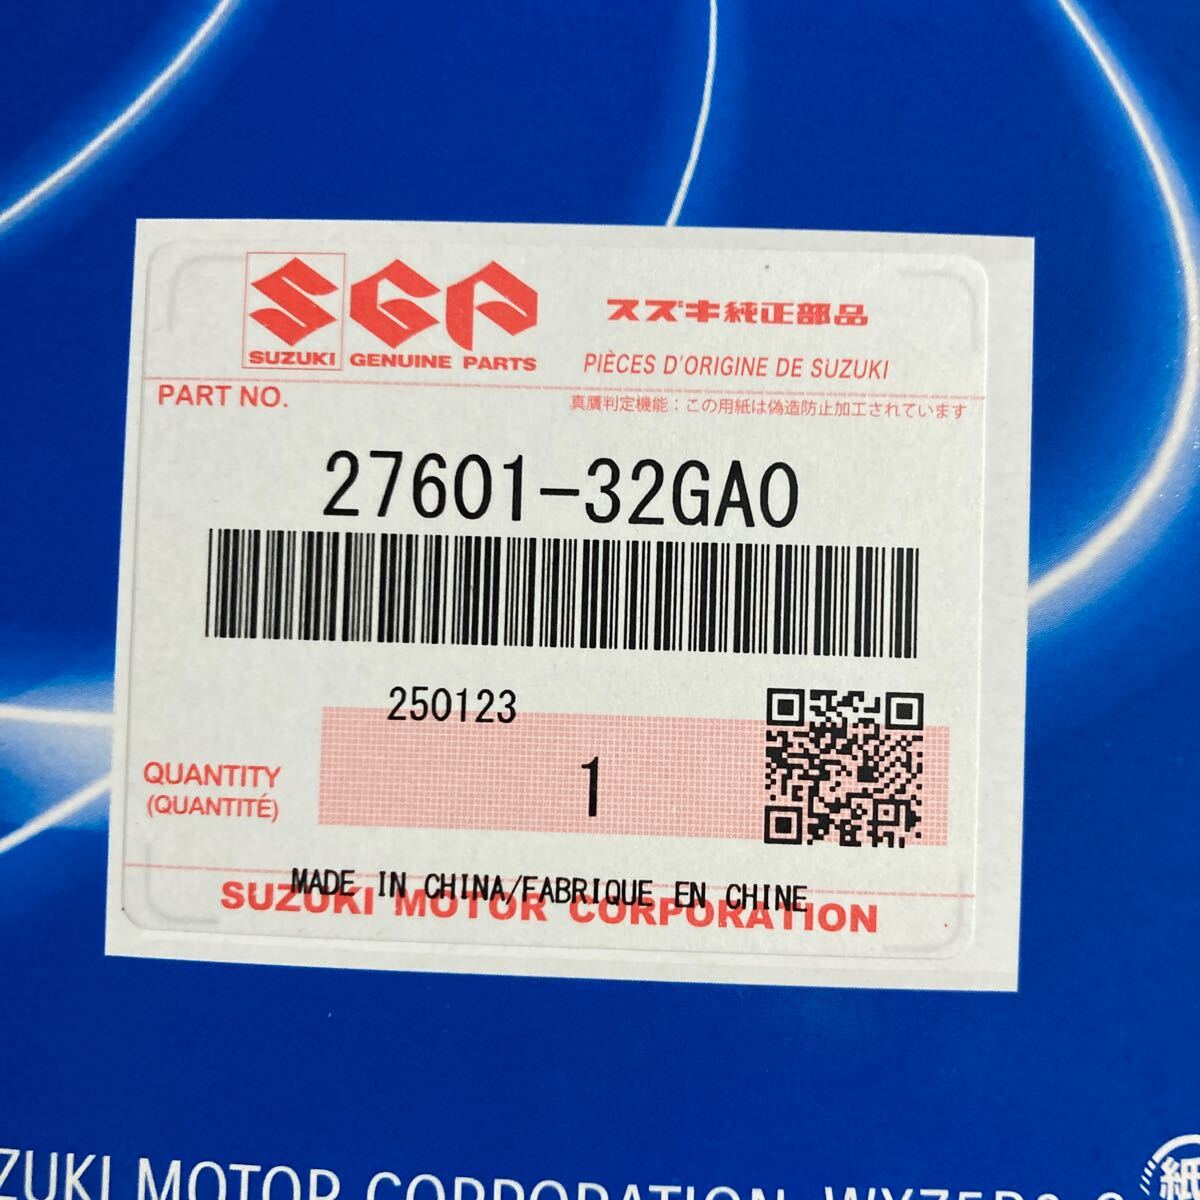 SGP
SUZUKI GENUINE PARTS
スズキ純正部品
PIÈCES D'ORIGINE DE SUZUKI
PART NO.
真贋判定機能：この用紙は偽造防止加工されています
27601-32GA0
250123
QUANTITY
(QUANTITÉ)
1
MADE IN CHINA/FABRIQUE EN CHINE
SUZUKI MOTOR CORPORATION
ZUKI MOTOR CORPORATION
紙